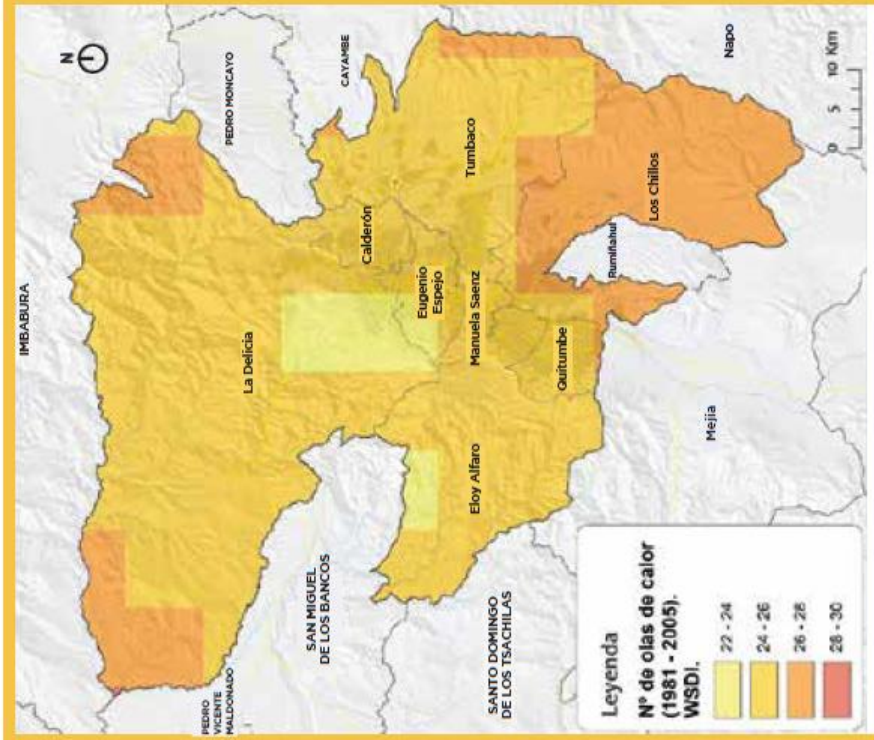 N
IMBABURA
PEDRO MONCAYO
CAYAMBE
La Delicia
Calderón
Tumbaco
PEDRO
VICENTE
MALDONADO
SAN MIGUEL
DE LOS BANCOS
Eugenio
Espejo
Manuela Saenz
Eloy Alfaro
Quitumbe
Los Chillos
Rumiñahui
SANTO DOMINGO
DE LOS TSACHILAS
Mejia
Napo
0 5 10 Km
Leyenda
N° de olas de calor
(1981 - 2005).
WSDI.
22 - 24
24 - 26
26 - 28
28 - 30